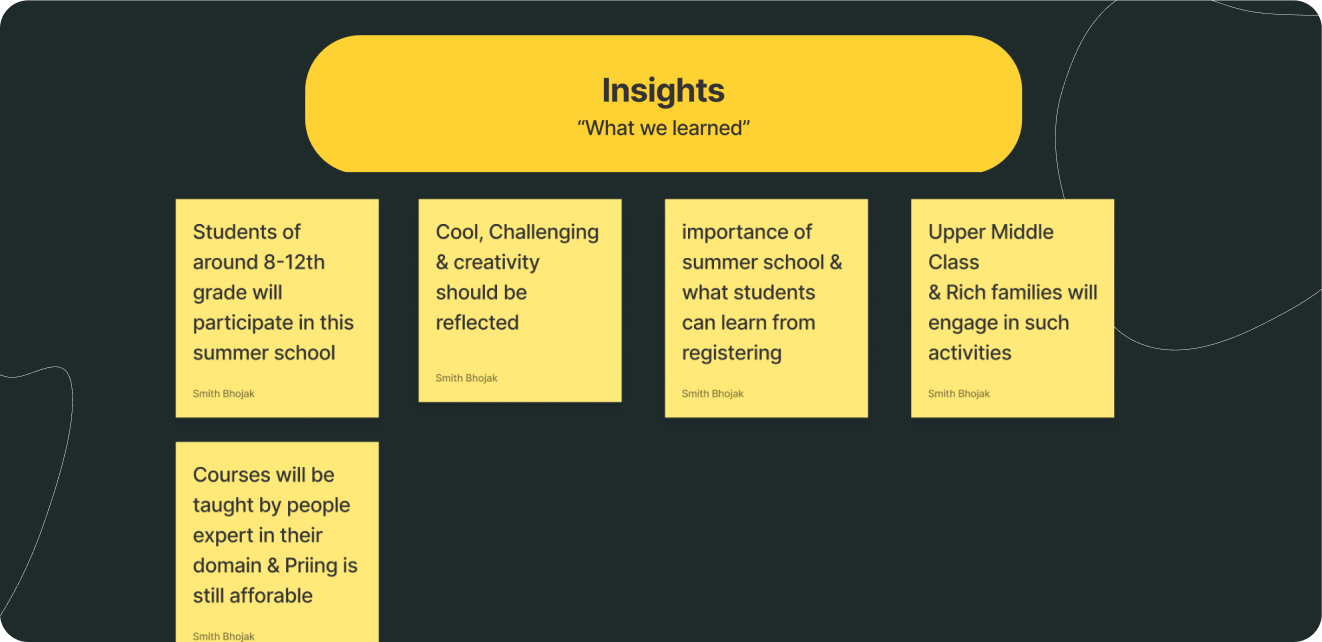 Insights
“What we learned”
Students of
around 8-12th
grade will
participate in this
summer school
Smith Bhojak
Cool, Challenging
& creativity
should be
reflected
Smith Bhojak
importance of
summer school &
what students
can learn from
registering
Smith Bhojak
Upper Middle
Class
& Rich families will
engage in such
activities
Smith Bhojak
Courses will be
taught by people
expert in their
domain & Priing is
still afforable
Smith Bhojak